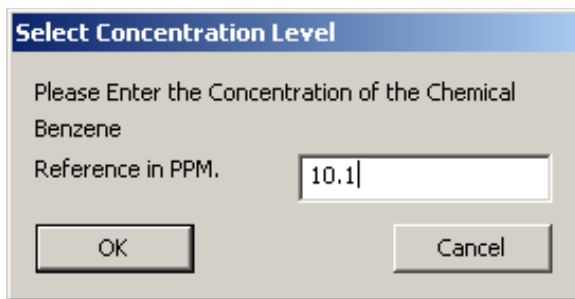 Select Concentration Level
Please Enter the Concentration of the Chemical
Benzene
Reference in PPM.
10.1
OK
Cancel